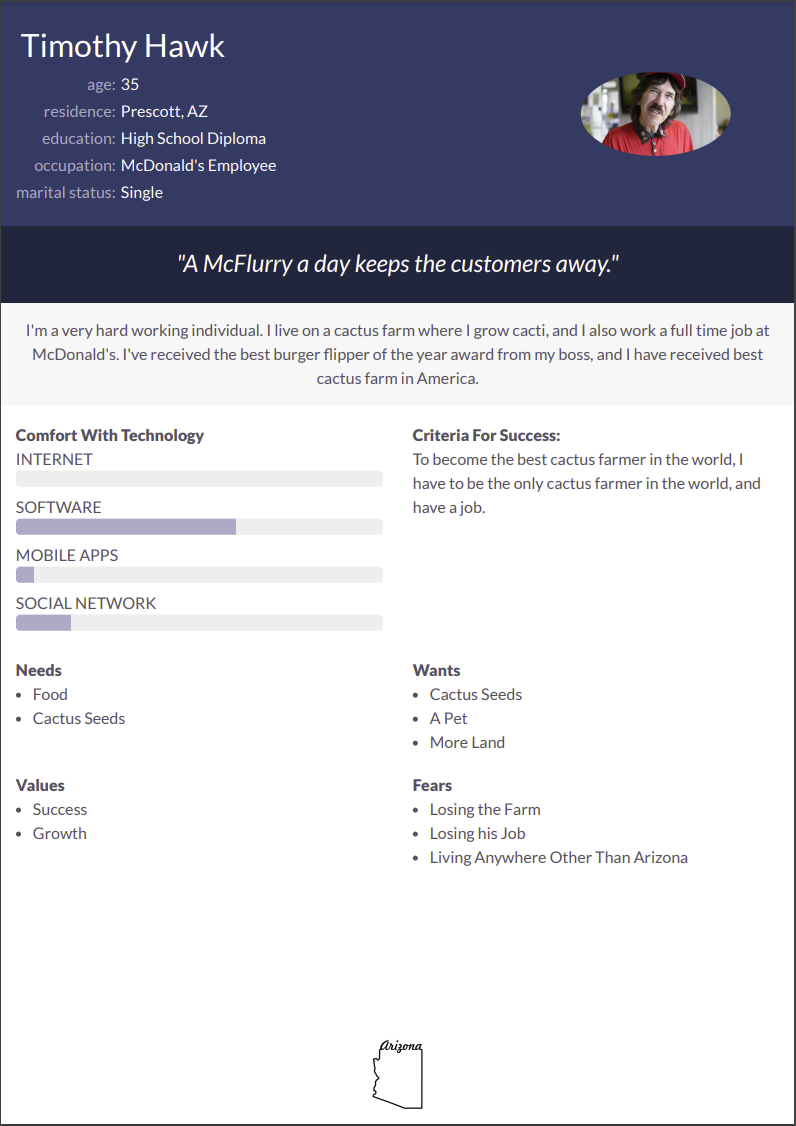 Timothy Hawk
age: 35
residence: Prescott, AZ
education: High School Diploma
occupation: McDonald's Employee
marital status: Single
"A McFlurry a day keeps the customers away."
I'm a very hard working individual. I live on a cactus farm where I grow cacti, and I also work a full time job at
McDonald's. I've received the best burger flipper of the year award from my boss, and I have received best
cactus farm in America.
Comfort With Technology
INTERNET
SOFTWARE
MOBILE APPS
SOCIAL NETWORK
Criteria For Success:
To become the best cactus farmer in the world, I
have to be the only cactus farmer in the world, and
have a job.
Needs
• Food
• Cactus Seeds
Wants
• Cactus Seeds
• A Pet
• More Land
Values
• Success
• Growth
Fears
• Losing the Farm
• Losing his Job
• Living Anywhere Other Than Arizona
Arizona